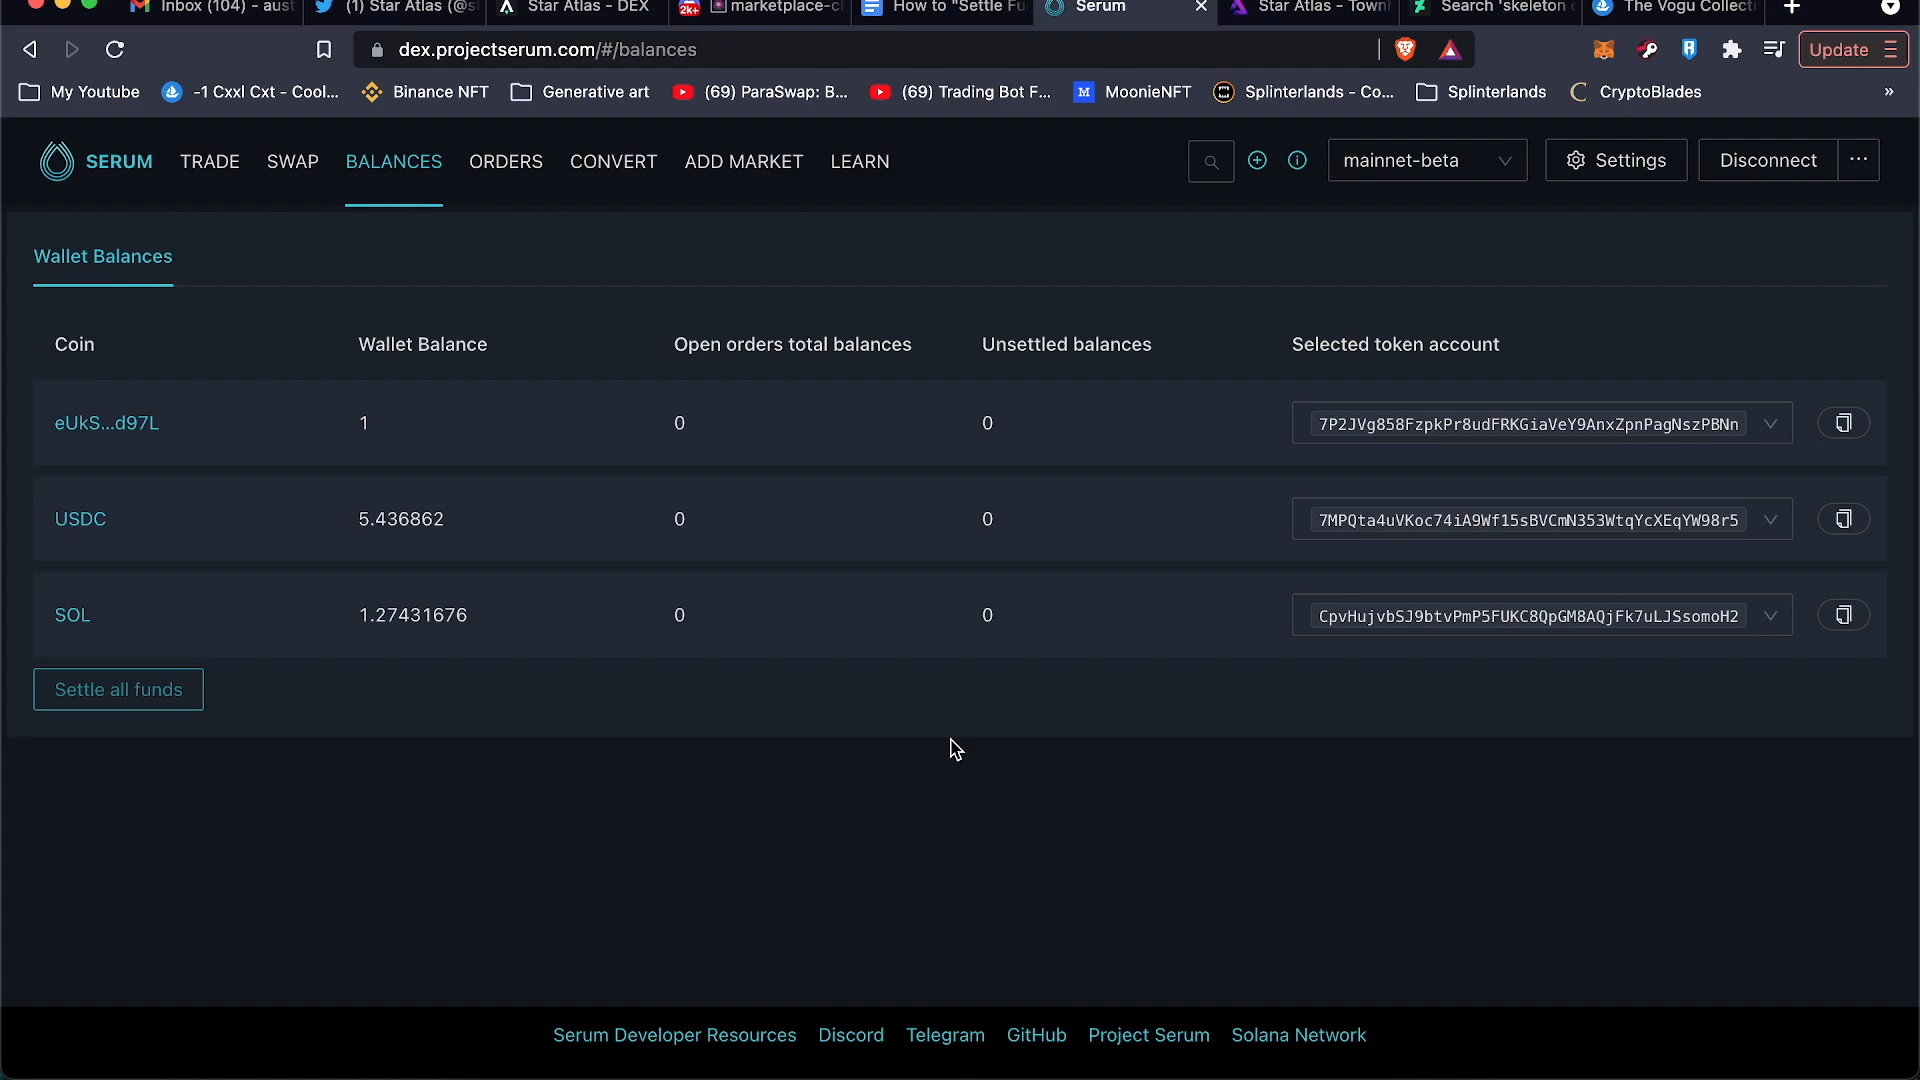 Inbox (104) - aust
(1) Star Atlas (@s
Star Atlas - DEX
2k+
marketplace-c
How to "Settle Fu
Serum
Star Atlas - Town
Search 'skeleton
The Vogu Collect
dex.projectserum.com/#/balances
Update
My Youtube
-1 Cxxl Cxt - Cool...
Binance NFT
Generative art
(69) ParaSwap: B...
(69) Trading Bot F...
M
MoonieNFT
Splinterlands - Co...
Splinterlands
CryptoBlades
»
SERUM
TRADE
SWAP
BALANCES
ORDERS
CONVERT
ADD MARKET
LEARN
mainnet-beta
Settings
Disconnect
...
Wallet Balances
Coin Wallet Balance Open orders total balances Unsettled balances Selected token account
eUkS...d97L 1 0 0 7P2JVg858FzpkPr8udFRKGiaVeY9AnxZpnPagNszPBNn
USDC 5.436862 0 0 7MPQta4uVKoc74iA9Wf15sBVCmN353WtqYcXEqYW98r5
SOL 1.27431676 0 0 CpvHujvbSJ9btvPmP5FUKC8QpGM8AQjFk7uLJSsomoH2
Settle all funds
Serum Developer Resources Discord Telegram GitHub Project Serum Solana Network